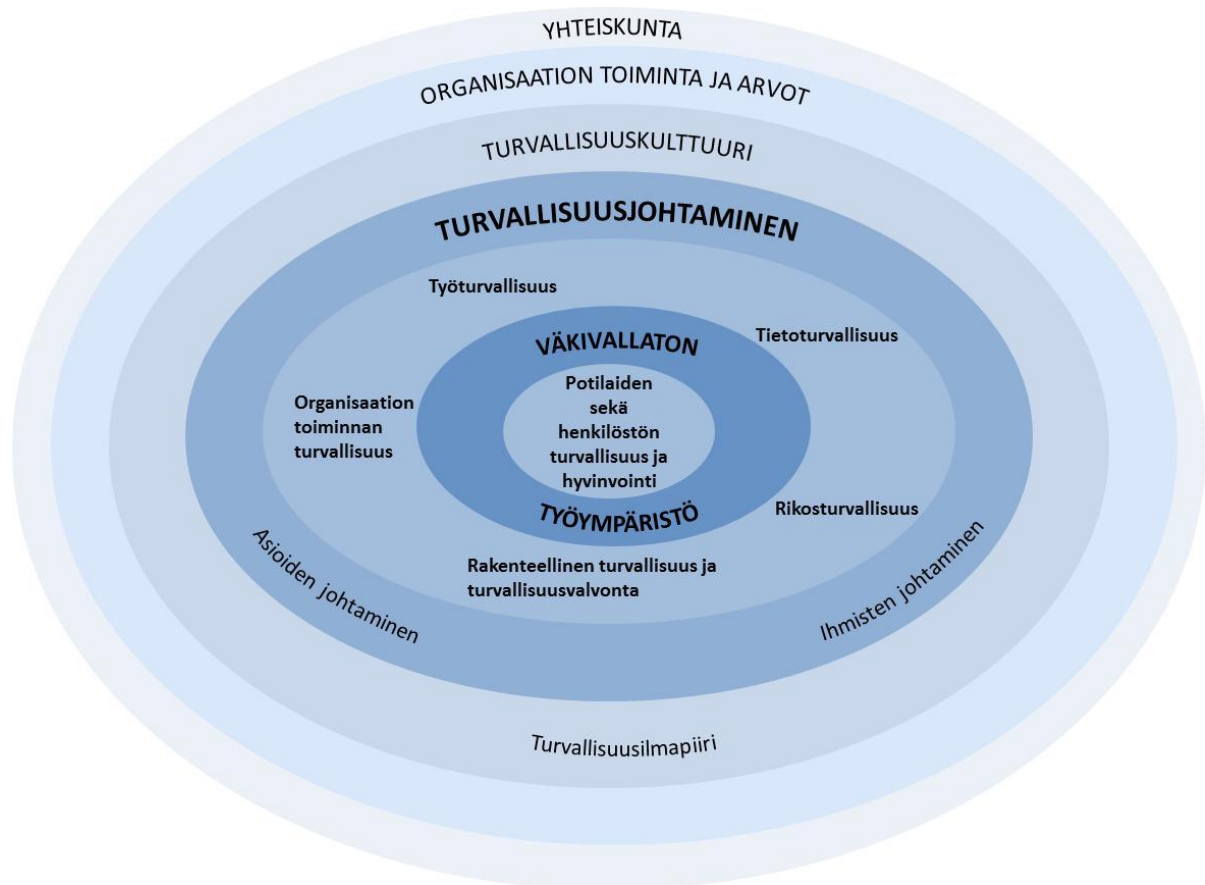 YHTEISKUNTA
ORGANISAATION TOIMINTA JA ARVOT
TURVALLISUUSKULTTUURI
TURVALLISUUSJOHTAMINEN
Työturvallisuus
Tietoturvallisuus
VÄKIVALLATON
Potilaiden
sekä
henkilöstön
turvallisuus ja
hyvinvointi
TYÖYMPÄRISTÖ
Organisaation
toiminnan
turvallisuus
Rikosturvallisuus
Rakenteellinen turvallisuus ja
turvallisuusvalvonta
Asioiden johtaminen
Ihmisten johtaminen
Turvallisuusilmapiiri